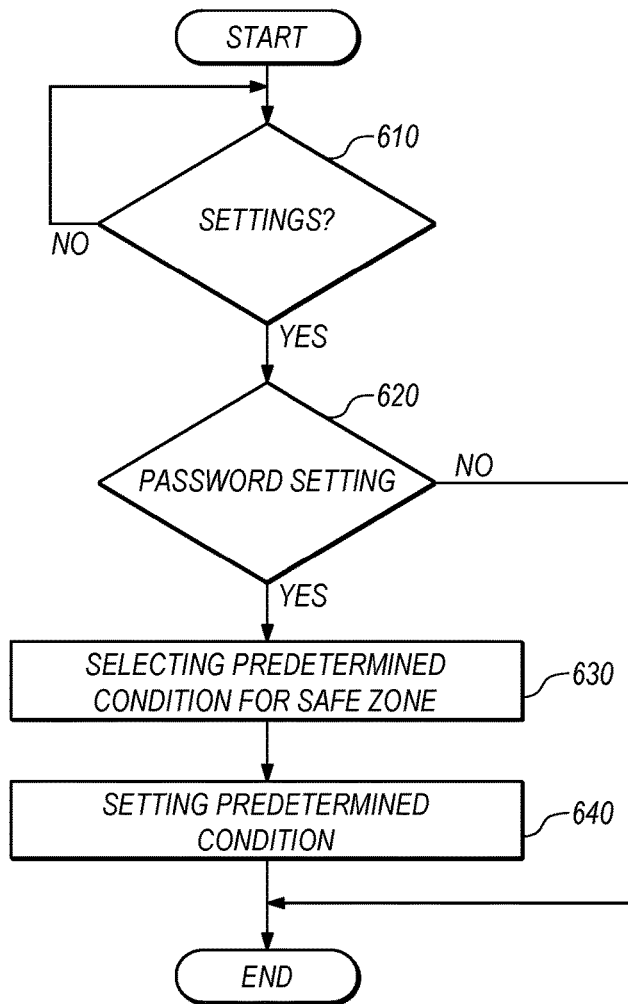 START
610
SETTINGS?
NO
YES
620
PASSWORD SETTING
NO
YES
SELECTING PREDETERMINED
CONDITION FOR SAFE ZONE
630
SETTING PREDETERMINED
CONDITION
640
END